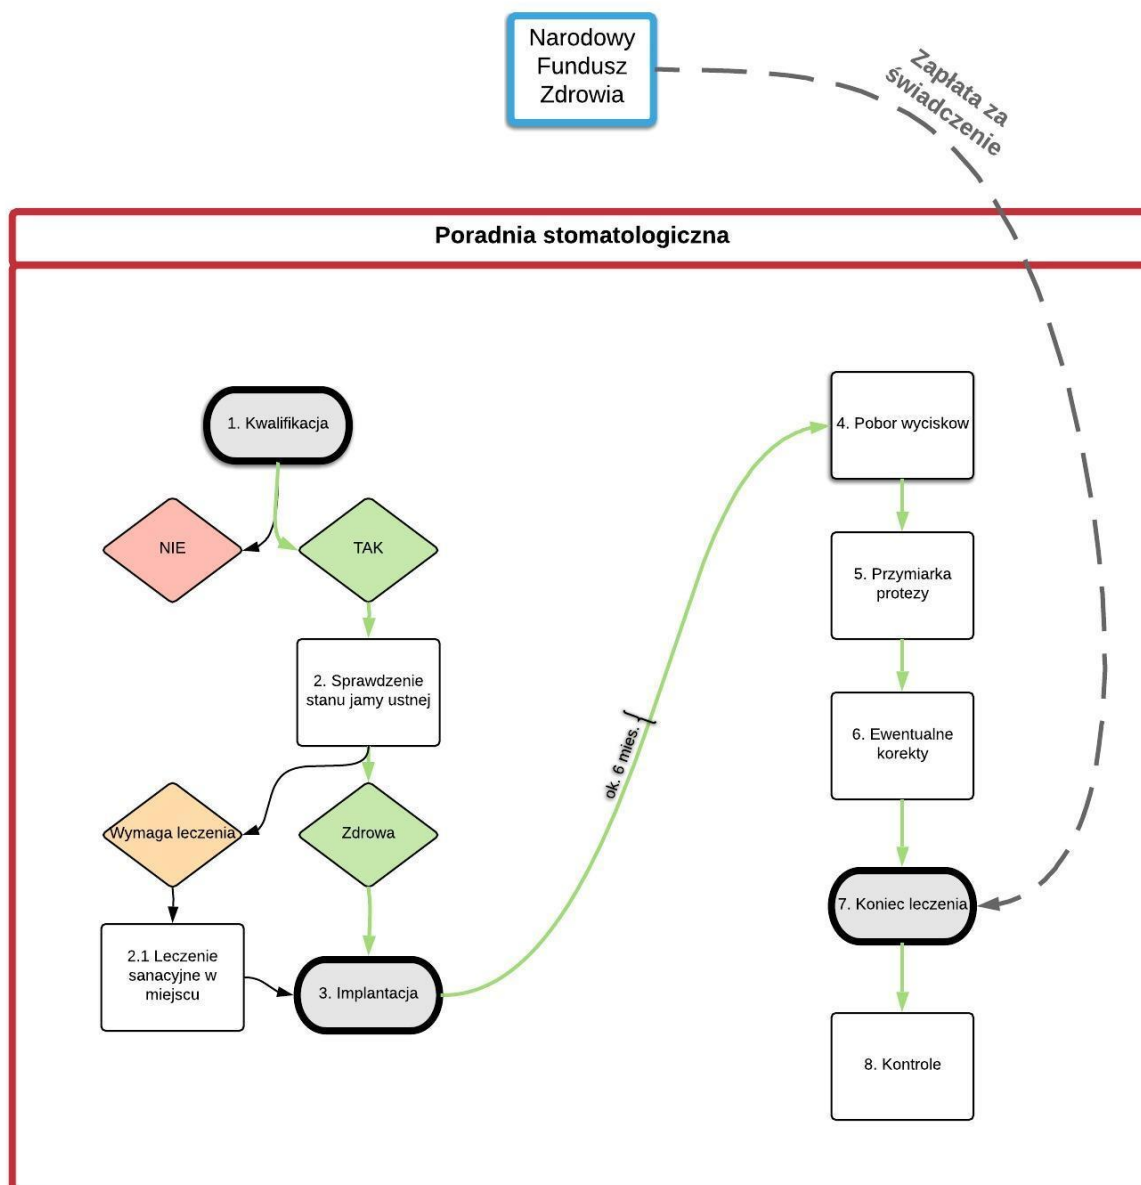 Narodowy
Fundusz
Zdrowia
Zapłata za
świadczenie
Poradnia stomatologiczna
1. Kwalifikacja
NIE
TAK
2. Sprawdzenie
stanu jamy ustnej
Wymaga leczenia
Zdrowa
2.1 Leczenie
sanacyjne w
miejscu
3. Implantacja
ok. 6 mies.
4. Pobor wyciskow
5. Przymiarka
protezy
6. Ewentualne
korekty
7. Koniec leczenia
8. Kontrole